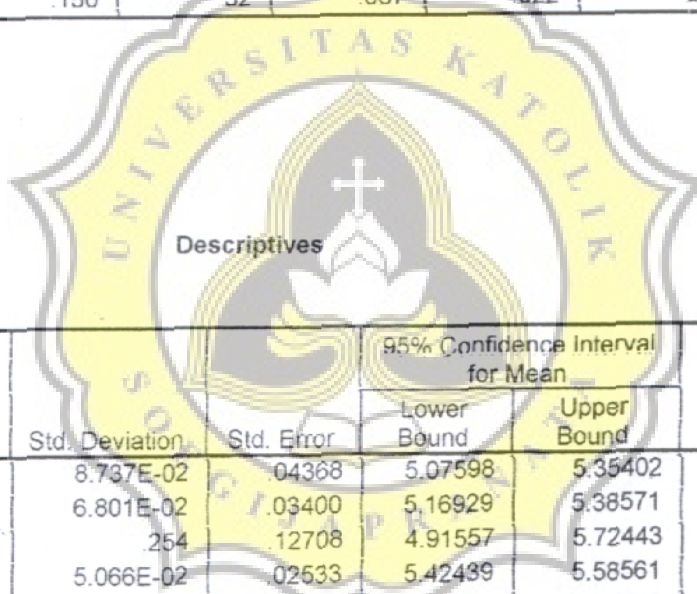 UNIVERSITAS KATOLIK
SOEGIJAPRANATA
Descriptives
95% Confidence Interval
for Mean
Lower Upper
Std. Deviation Std. Error Bound Bound
8.737E-02 .04368 5.07598 5.35402
6.801E-02 .03400 5.16929 5.38571
.254 .12708 4.91557 5.72443
5.066E-02 .02533 5.42439 5.58561